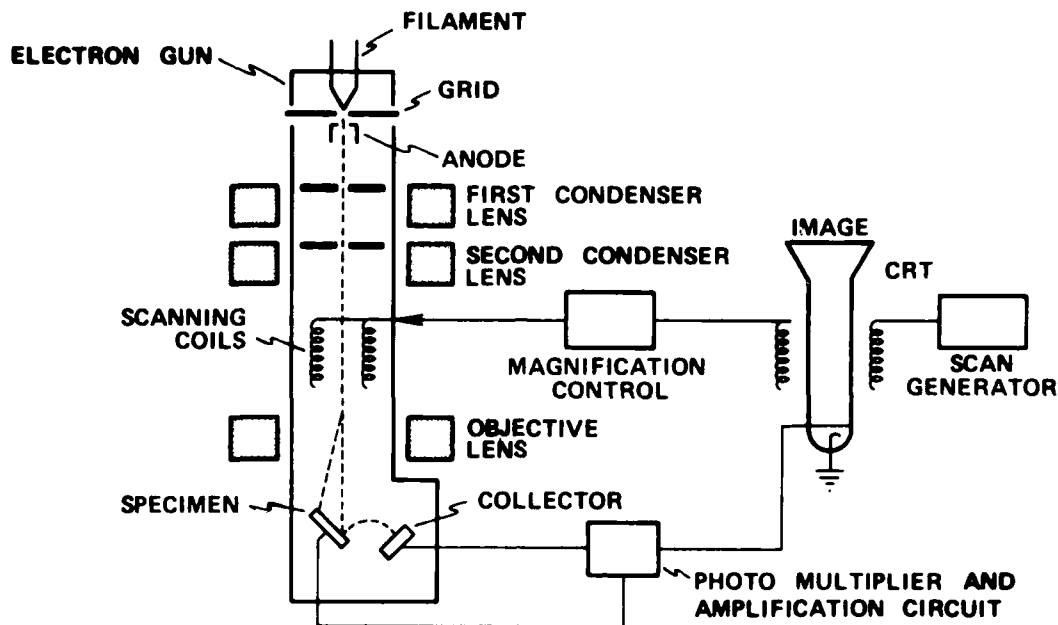 FILAMENT
ELECTRON GUN
GRID
ANODE
FIRST CONDENSER
LENS
IMAGE
SECOND CONDENSER
LENS
CRT
SCANNING
COILS
MAGNIFICATION
CONTROL
SCAN
GENERATOR
OBJECTIVE
LENS
SPECIMEN
COLLECTOR
PHOTO MULTIPLIER AND
AMPLIFICATION CIRCUIT